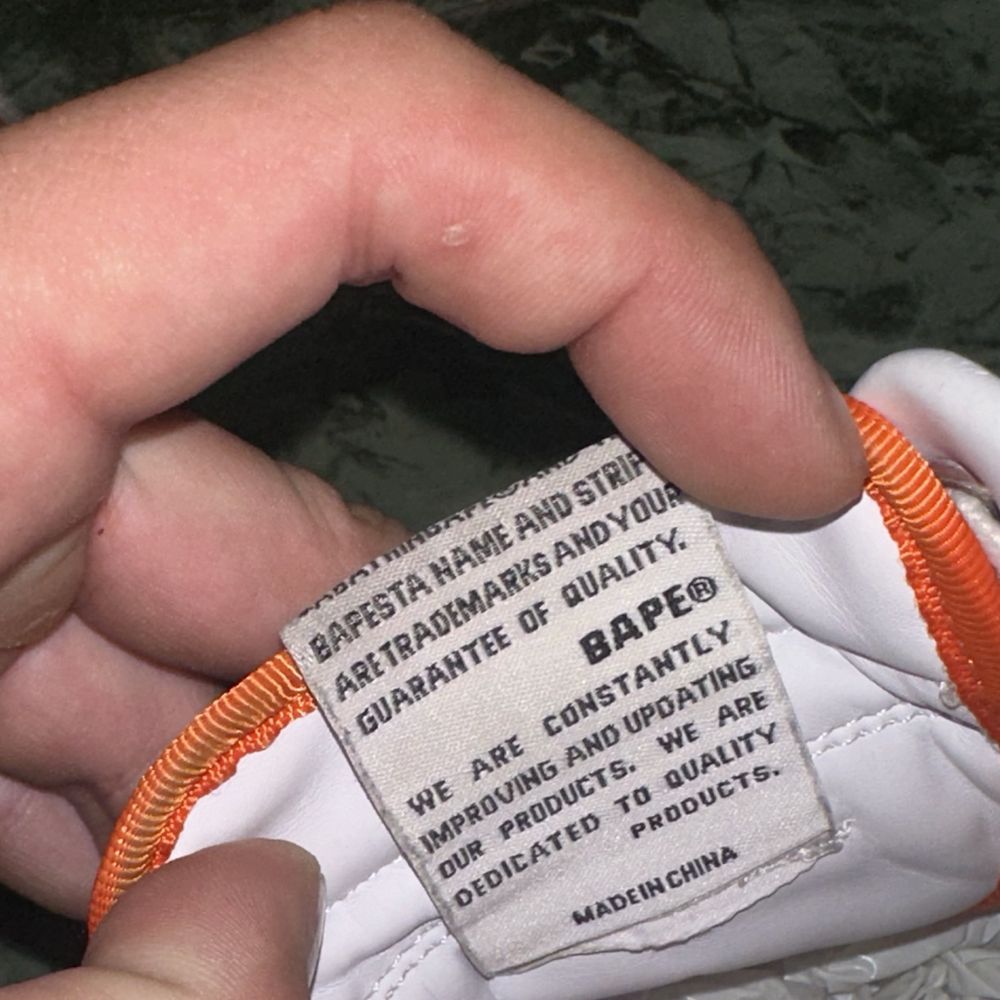 BAPESTA NAME AND STRIP
ARE TRADEMARKS AND YOUR
GUARANTEE OF QUALITY.
BAPE®
WE ARE CONSTANTLY
IMPROVING AND UPDATING
OUR PRODUCTS. WE ARE
DEDICATED TO QUALITY
PRODUCTS.
MADE IN CHINA